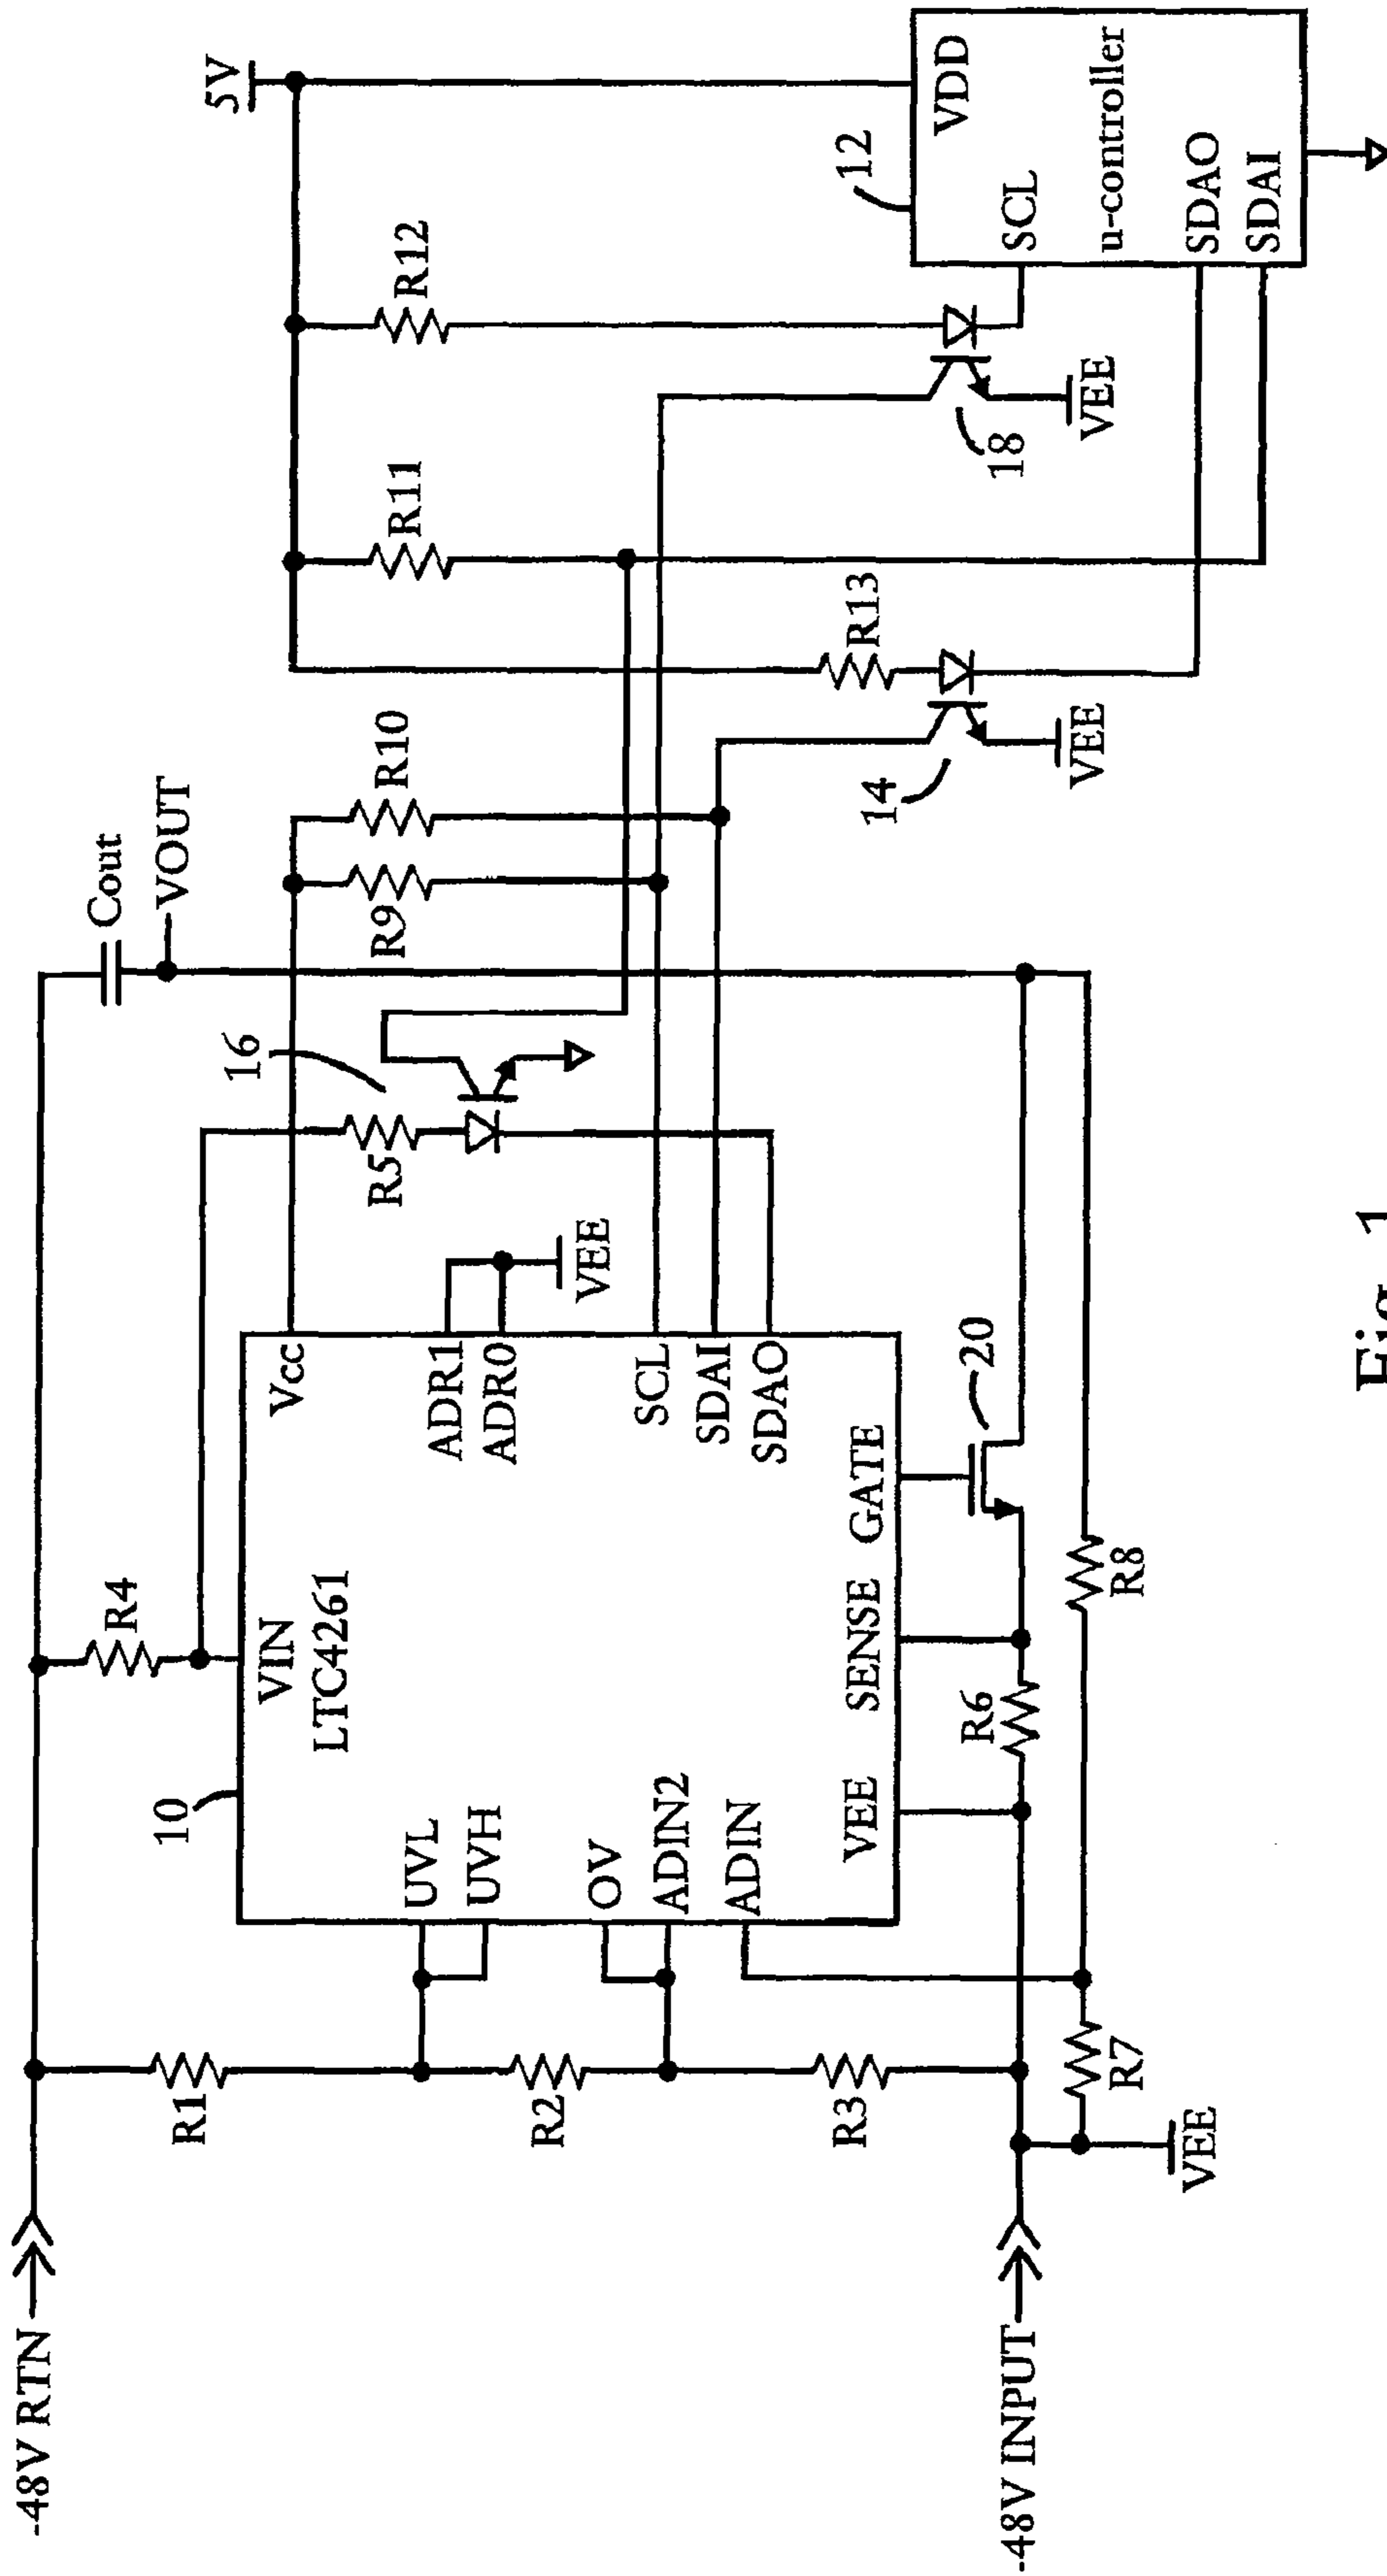 -48V RTN
Cout
VOUT
5V
R4
R1
10
VIN
LTC4261
Vcc
16
R5
R9
R10
R11
R12
UVL
UVH
ADR1
ADR0
VEE
R2
OV
ADIN2
ADIN
SCL
SDAI
SDAO
R13
12
VDD
SCL
u-controller
SDAO
SDAI
R3
VEE
SENSE
GATE
14
VEE
18
VEE
-48V INPUT
R6
20
R7
R8
VEE
Fig. 1